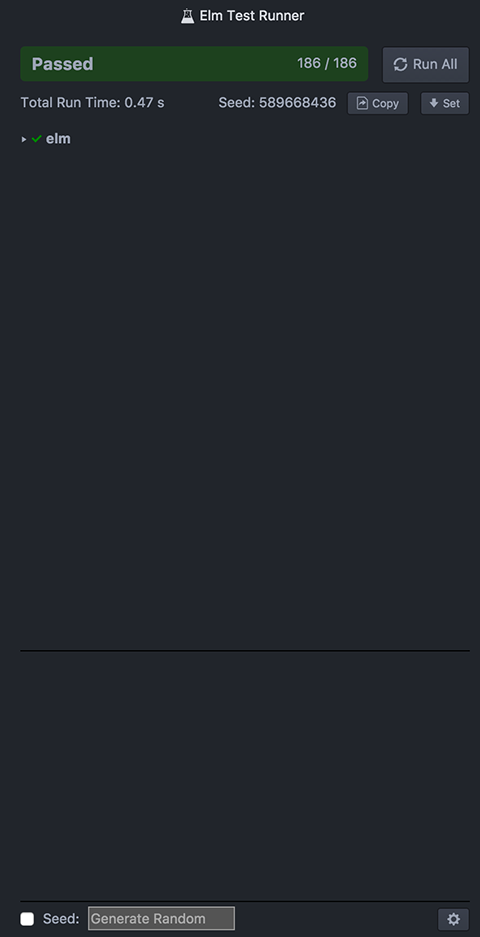 Elm Test Runner
Passed 186 / 186 Run All
Total Run Time: 0.47 s Seed: 589668436 Copy Set
elm
Seed: Generate Random